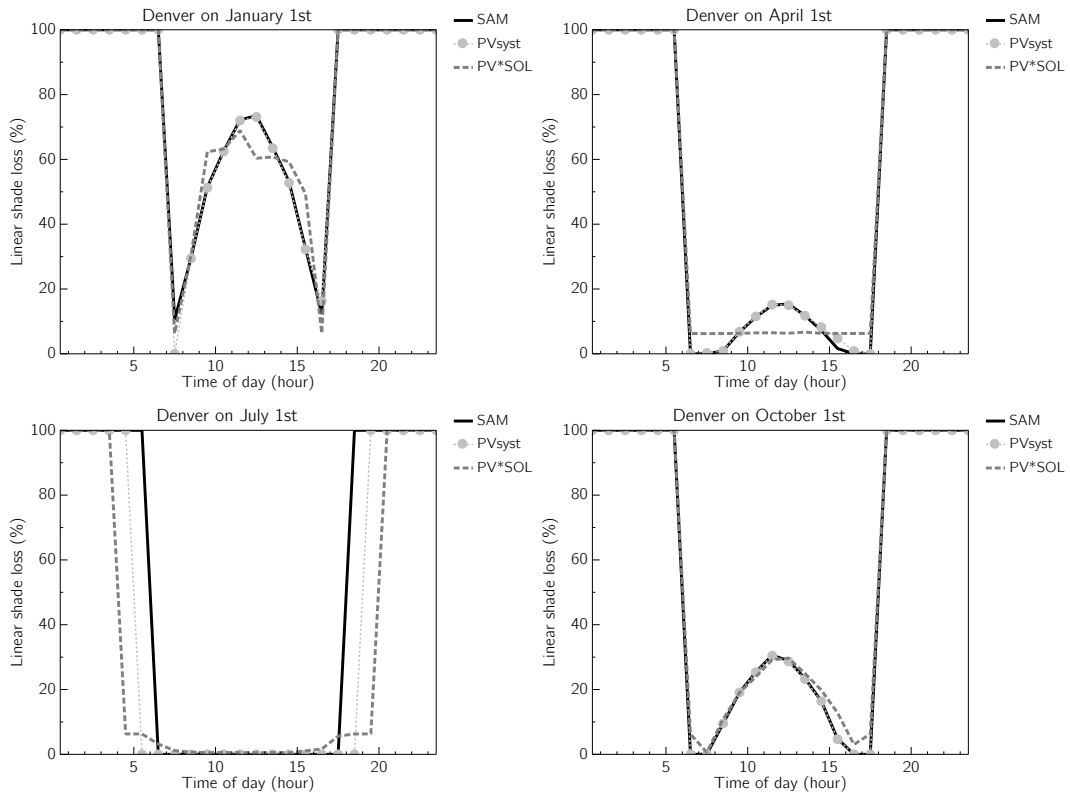 Denver on January 1st
100
80
60
40
20
0
Linear shade loss (%)
5
10
15
20
Time of day (hour)
SAM
PVsyst
PV*SOL
Denver on April 1st
100
80
60
40
20
0
Linear shade loss (%)
5
10
15
20
Time of day (hour)
SAM
PVsyst
PV*SOL
Denver on July 1st
100
80
60
40
20
0
Linear shade loss (%)
5
10
15
20
Time of day (hour)
SAM
PVsyst
PV*SOL
Denver on October 1st
100
80
60
40
20
0
Linear shade loss (%)
5
10
15
20
Time of day (hour)
SAM
PVsyst
PV*SOL